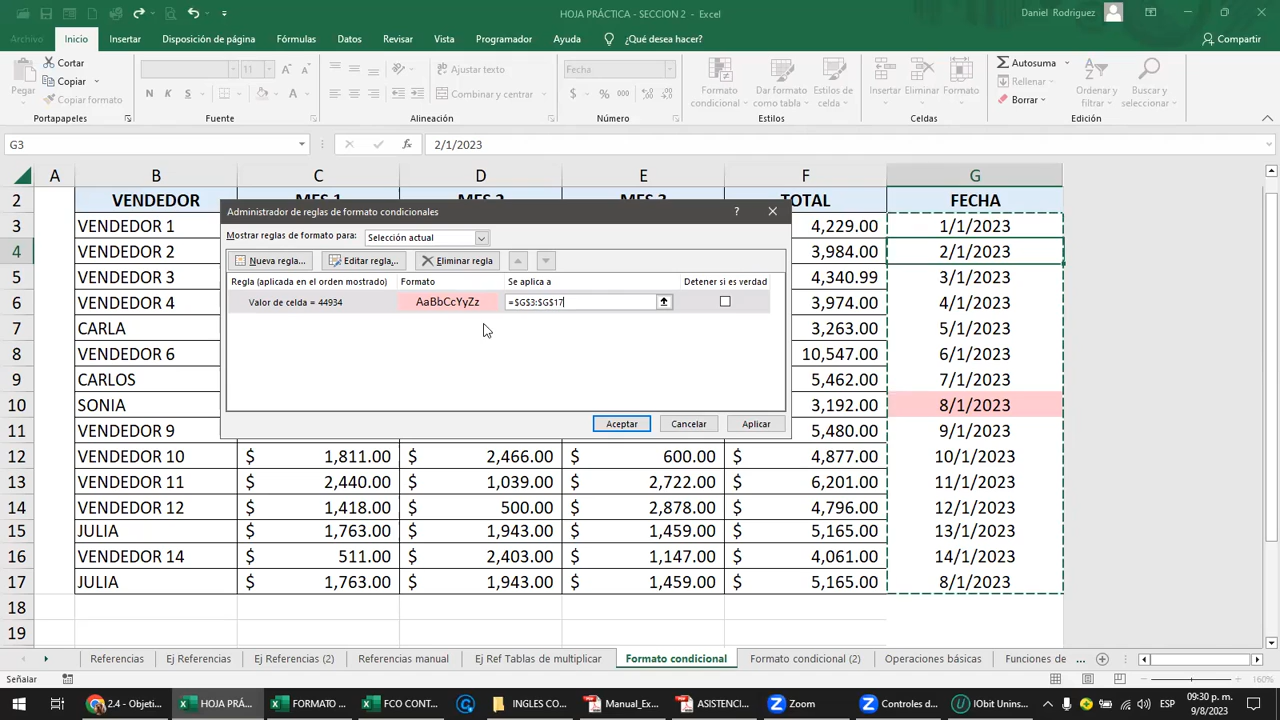 HOJA PRÁCTICA - SECCION 2 - Excel
Daniel Rodriguez
Archivo Inicio Insertar Disposición de página Fórmulas Datos Revisar Vista Programador Ayuda ¿Qué desea hacer? Compartir
Pegar
Cortar
Copiar
Copiar formato
Portapapeles
11
N K S
Fuente
Ajustar texto
Combinar y centrar
Alineación
Fecha
$ % 000
Número
Formato condicional
Dar formato como tabla
Estilos de celda
Estilos
Insertar Eliminar Formato
Celdas
Autosuma
Rellenar
Borrar
Ordenar y filtrar
Buscar y seleccionar
Edición
G3 fx 2/1/2023
A B C D E F G
2 VENDEDOR MES 1 MES 2 MES 3 TOTAL FECHA
3 VENDEDOR 1 4,229.00 1/1/2023
4 VENDEDOR 2 3,984.00 2/1/2023
5 VENDEDOR 3 4,340.99 3/1/2023
6 VENDEDOR 4 3,974.00 4/1/2023
7 CARLA 3,263.00 5/1/2023
8 VENDEDOR 6 10,547.00 6/1/2023
9 CARLOS 5,462.00 7/1/2023
10 SONIA 3,192.00 8/1/2023
11 VENDEDOR 9 5,480.00 9/1/2023
12 VENDEDOR 10 $ 1,811.00 $ 2,466.00 $ 600.00 $ 4,877.00 10/1/2023
13 VENDEDOR 11 $ 2,440.00 $ 1,039.00 $ 2,722.00 $ 6,201.00 11/1/2023
14 VENDEDOR 12 $ 1,418.00 $ 500.00 $ 2,878.00 $ 4,796.00 12/1/2023
15 JULIA $ 1,763.00 $ 1,943.00 $ 1,459.00 $ 5,165.00 13/1/2023
16 VENDEDOR 14 $ 511.00 $ 2,403.00 $ 1,147.00 $ 4,061.00 14/1/2023
17 JULIA $ 1,763.00 $ 1,943.00 $ 1,459.00 $ 5,165.00 8/1/2023
18
19
Administrador de reglas de formato condicionales ?
Mostrar reglas de formato para: Selección actual
Nueva regla... Editar regla... Eliminar regla
Regla (aplicada en el orden mostrado) Formato Se aplica a Detener si es verdad
Valor de celda = 44934 AaBbCcYyZz =$G$3:$G$17
Aceptar Cancelar Aplicar
Referencias Ej Referencias Ej Referencias (2) Referencias manual Ej Ref Tablas de multiplicar Formato condicional Formato condicional (2) Operaciones básicas Funciones de ...
Señalar 160%
2.4 - Objeti... HOJA PRÁ... FORMATO ... FCO CONT... INGLES CO... Manual_Ex... ASISTENCI... Zoom Controles d... IObit Unins... ESP 09:30 p. m.
9/8/2023